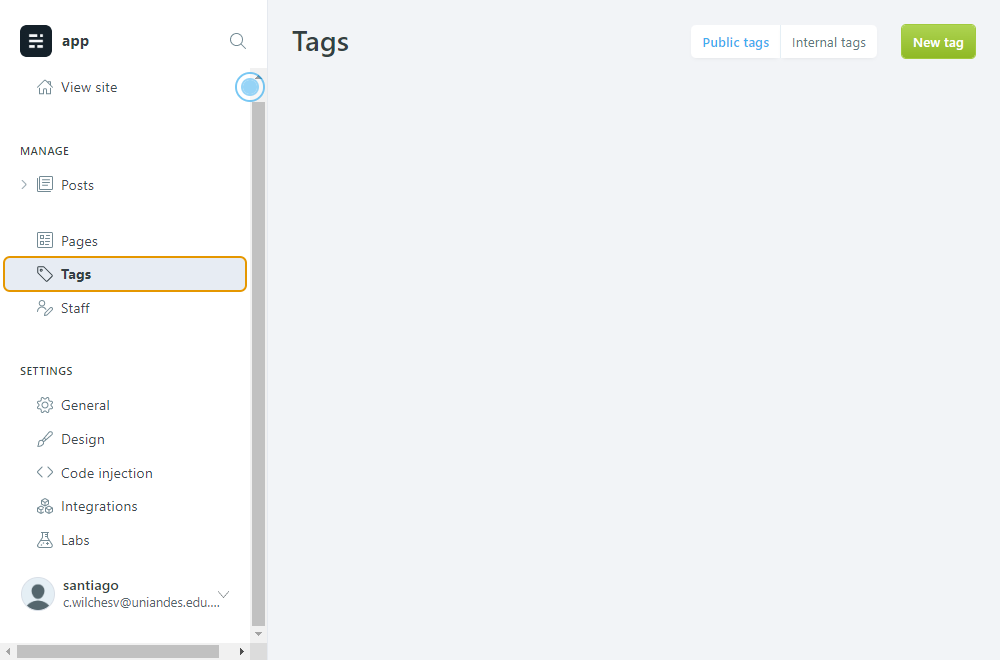 app
View site
MANAGE
Posts
Pages
Tags
Staff
SETTINGS
General
Design
Code injection
Integrations
Labs
santiago
c.wilchesv@uniandes.edu....
Tags
Public tags
Internal tags
New tag